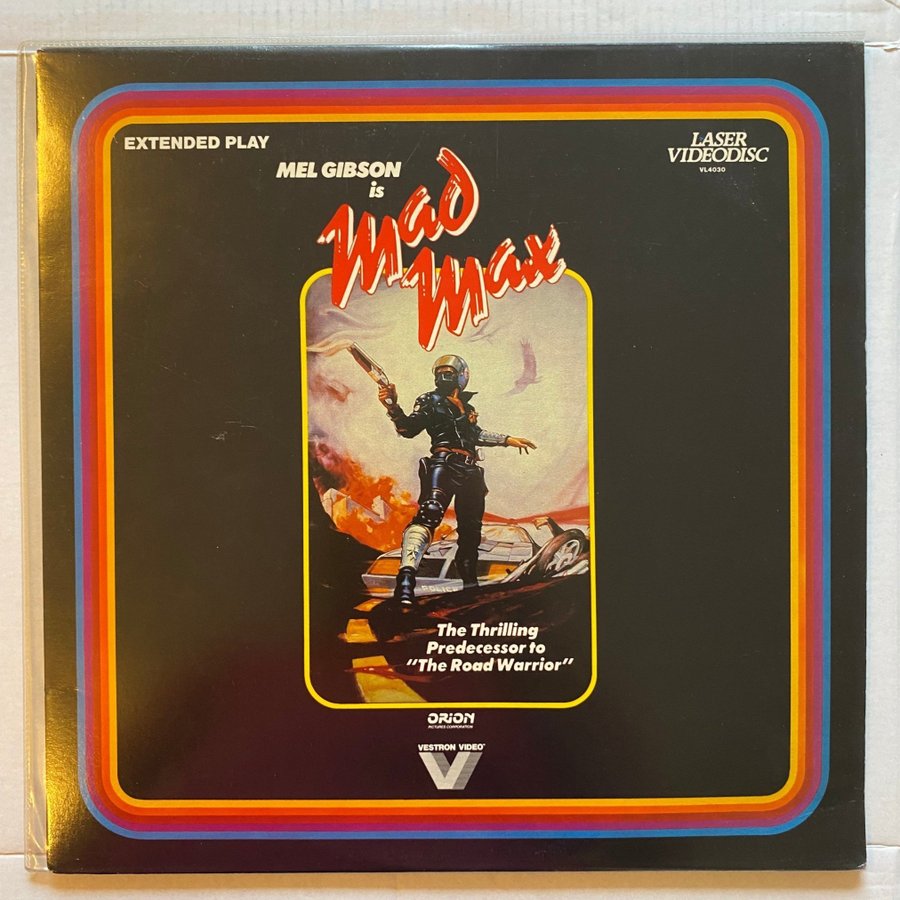 EXTENDED PLAY
LASER
VIDEODISC
VL4030
MEL GIBSON
is
Mad
Max
POLICE
The Thrilling
Predecessor to
"The Road Warrior"
ORION
PICTURES CORPORATION
VESTRON VIDEO
V